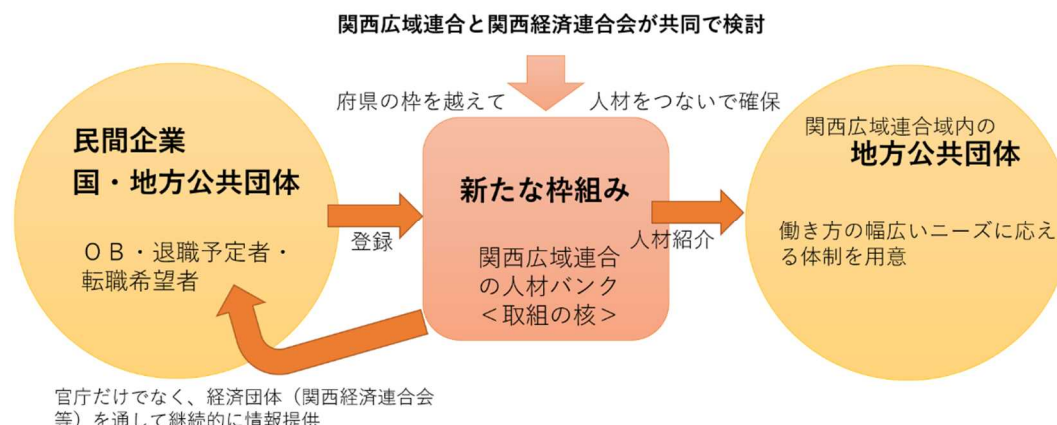 関西広域連合と関西経済連合会が共同で検討
府県の枠を越えて
人材をつないで確保
民間企業
国・地方公共団体
ＯＢ・退職予定者・
転職希望者
登録
新たな枠組み
関西広域連合
の人材バンク
＜取組の核＞
人材紹介
関西広域連合域内の
地方公共団体
働き方の幅広いニーズに応え
る体制を用意
官庁だけでなく、経済団体（関西経済連合会
等）を通して継続的に情報提供